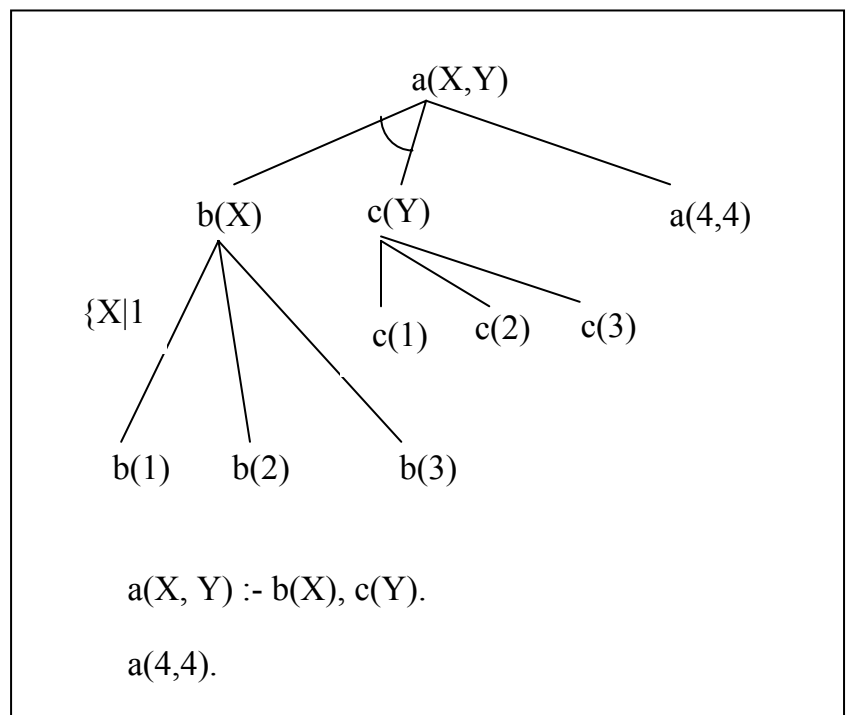 a(X,Y)
b(X) c(Y) a(4,4)
{X|1
c(1) c(2) c(3)
b(1) b(2) b(3)
a(X, Y) :- b(X), c(Y).
a(4,4).